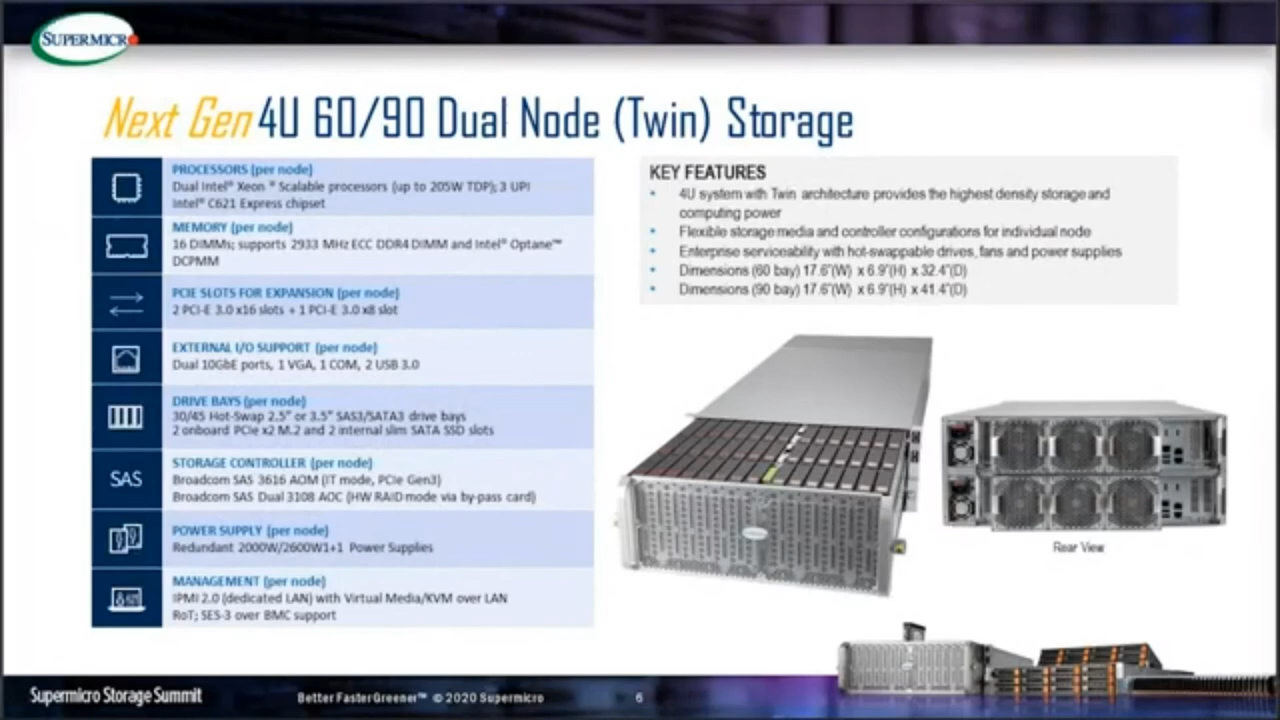 SUPERMICR
Next Gen 4U 60/90 Dual Node (Twin) Storage
PROCESSORS (per node)
Dual Intel® Xeon ® Scalable processors (up to 205W TDP); 3 UPI
Intel® C621 Express chipset
MEMORY (per node)
16 DIMMs; supports 2933 MHz ECC DDR4 DIMM and Intel® Optane™
DCPMM
PCIE SLOTS FOR EXPANSION (per node)
2 PCI-E 3.0 x16 slots + 1 PCI-E 3.0 x8 slot
EXTERNAL I/O SUPPORT (per node)
Dual 10GbE ports, 1 VGA, 1 COM, 2 USB 3.0
DRIVE BAYS (per node)
30/45 Hot-Swap 2.5" or 3.5" SAS3/SATA3 drive bays
2 onboard PCIe x2 M.2 and 2 internal slim SATA SSD slots
SAS
STORAGE CONTROLLER (per node)
Broadcom SAS 3616 AOM (IT mode, PCIe Gen3)
Broadcom SAS Dual 3108 AOC (HW RAID mode via by-pass card)
POWER SUPPLY (per node)
Redundant 2000W/2600W1+1 Power Supplies
MANAGEMENT (per node)
IPMI 2.0 (dedicated LAN) with Virtual Media/KVM over LAN
RoT; SES-3 over BMC support
KEY FEATURES
• 4U system with Twin architecture provides the highest density storage and
computing power
• Flexible storage media and controller configurations for individual node
• Enterprise serviceability with hot-swappable drives, fans and power supplies
• Dimensions (60 bay) 17.6"(W) x 6.9"(H) x 32.4"(D)
• Dimensions (90 bay) 17.6"(W) x 6.9"(H) x 41.4"(D)
Rear View
Supermicro Storage Summit
Better Faster Greener™ © 2020 Supermicro
6